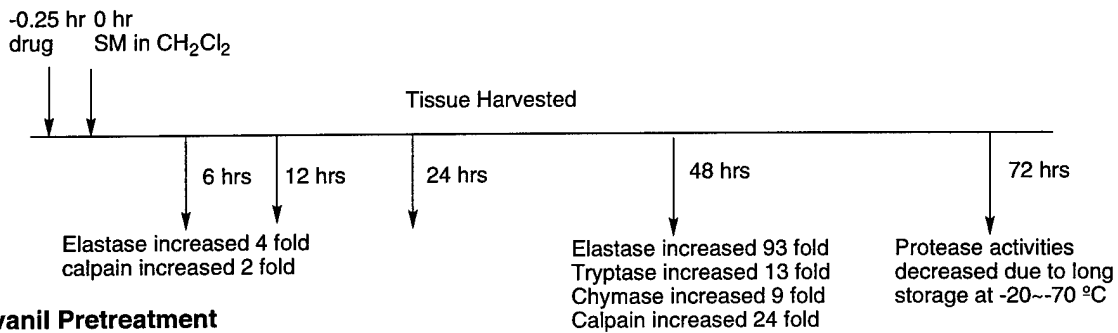 -0.25 hr 0 hr
drug SM in CH2Cl2
Tissue Harvested
6 hrs 12 hrs 24 hrs 48 hrs 72 hrs
Elastase increased 4 fold
calpain increased 2 fold
Elastase increased 93 fold
Tryptase increased 13 fold
Chymase increased 9 fold
Calpain increased 24 fold
Protease activities
decreased due to long
storage at -20~-70 ºC
vanil Pretreatment